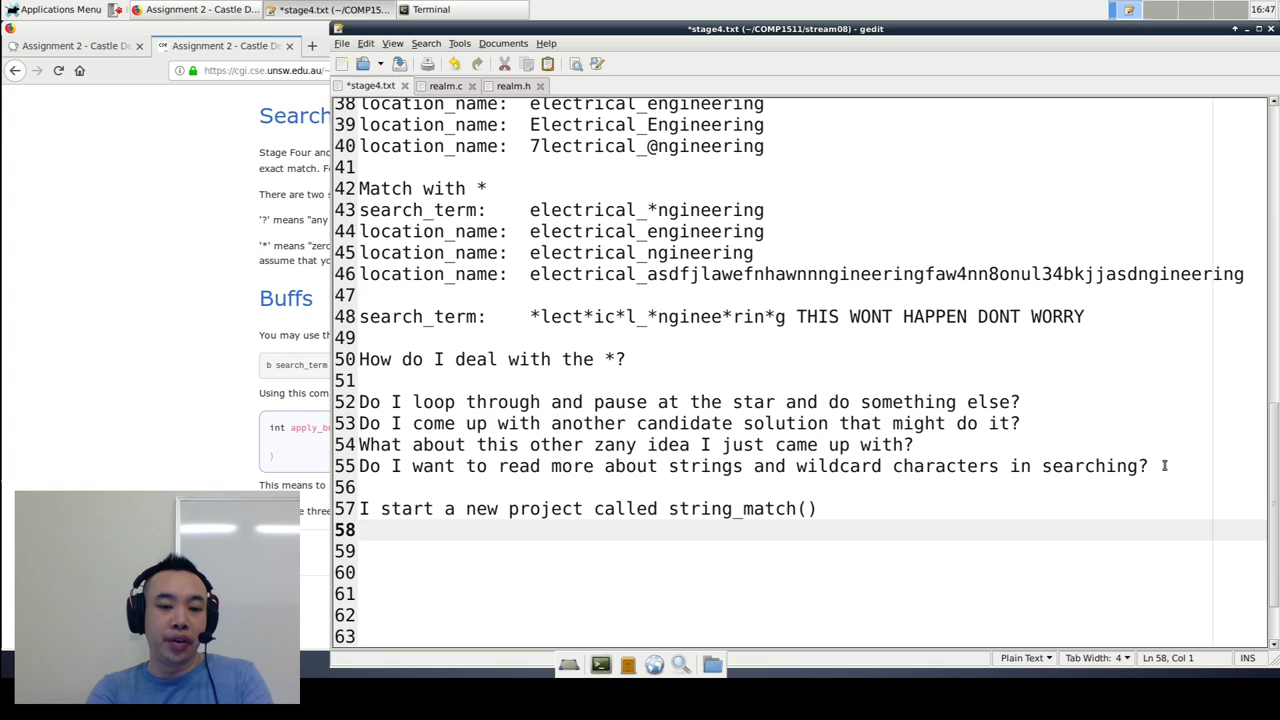 Applications Menu
Assignment 2 - Castle D...
*stage4.txt (~/COMP15...
Terminal
16:47
*stage4.txt (~/COMP1511/stream08) - gedit
Assignment 2 - Castle De
Assignment 2 - Castle De
https://cgi.cse.unsw.edu.au/~
File Edit View Search Tools Documents Help
*stage4.txt
realm.c
realm.h
Search
Stage Four and
exact match. Fo
There are two s
'?' means "any
'*' means "zero
assume that yo
Buffs
You may use th
b search_term
Using this com
int apply_bu
}
This means to
e three
38 location_name: electrical_engineering
39 location_name: Electrical_Engineering
40 location_name: 7lectrical_@ngineering
41
42 Match with *
43 search_term: electrical_*ngineering
44 location_name: electrical_engineering
45 location_name: electrical_ngineering
46 location_name: electrical_asdfjlawefnhawnnngineeringfaw4nn8onul34bkjjasdngineering
47
48 search_term: *lect*ic*l_*nginee*rin*g THIS WONT HAPPEN DONT WORRY
49
50 How do I deal with the *?
51
52 Do I loop through and pause at the star and do something else?
53 Do I come up with another candidate solution that might do it?
54 What about this other zany idea I just came up with?
55 Do I want to read more about strings and wildcard characters in searching?
56
57 I start a new project called string_match()
58
59
60
61
62
63
Plain Text Tab Width: 4 Ln 58, Col 1 INS